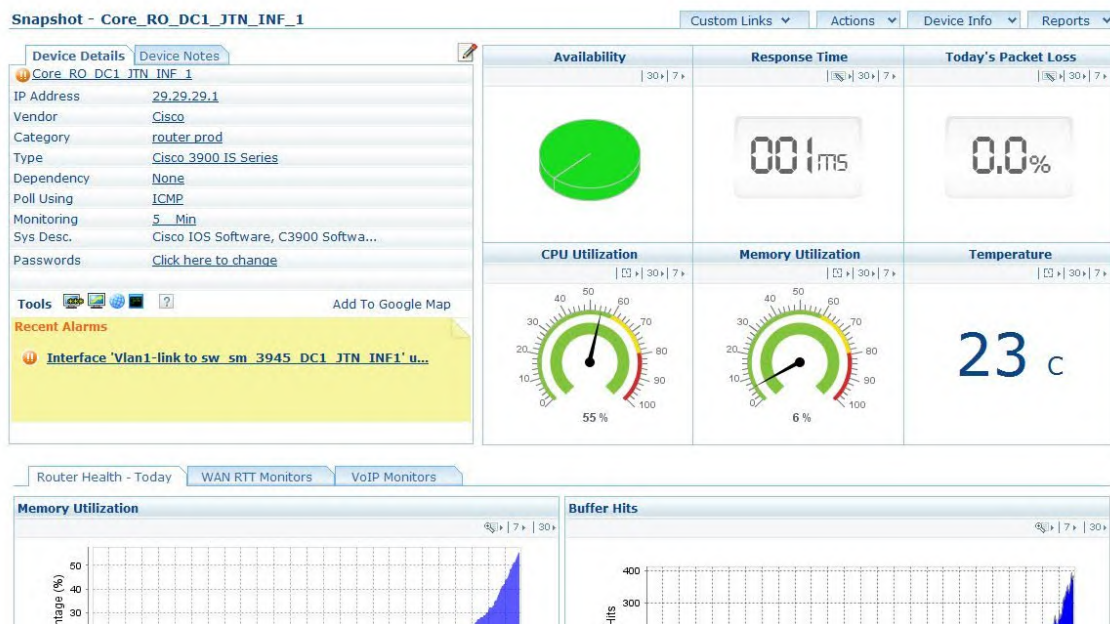 Snapshot - Core_RO_DC1_JTN_INF_1
Custom Links Actions Device Info Reports
Device Details Device Notes
Core_RO_DC1_JTN_INF_1
IP Address 29.29.29.1
Vendor Cisco
Category router prod
Type Cisco 3900 IS Series
Dependency None
Poll Using ICMP
Monitoring 5 Min
Sys Desc. Cisco IOS Software, C3900 Softwa...
Passwords Click here to change
Tools ? Add To Google Map
Recent Alarms
Interface 'Vlan1-link to sw_sm_3945_DC1_JTN_INF1' u...
Availability Response Time Today's Packet Loss
30 7 30 7 30 7
001ms 0.0%
CPU Utilization Memory Utilization Temperature
30 7 30 7 30 7
0 10 20 30 40 50 60 70 80 90 100
55 %
0 10 20 30 40 50 60 70 80 90 100
6 %
23 C
Router Health - Today WAN RTT Monitors VoIP Monitors
Memory Utilization Buffer Hits
7 30 7 30
50
40
30
400
300
Hits